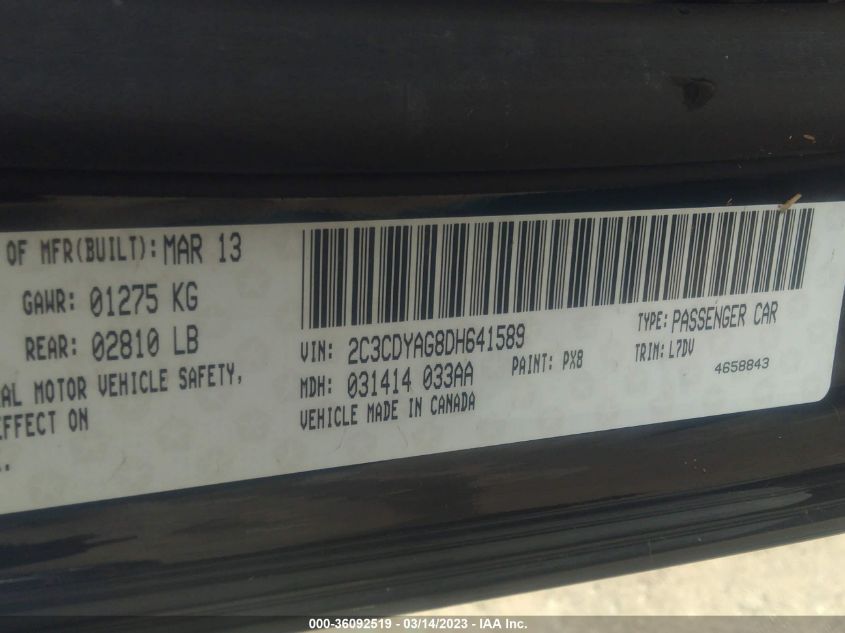 OF MFR(BUILT): MAR 13
GAWR: 01275 KG
REAR: 02810 LB
MOTOR VEHICLE SAFETY,
EFFECT ON
VIN: 2C3CDYAG8DH641589
TYPE: PASSENGER CAR
MDH: 031414 033AA
PAINT: PX8
TRIM: L7DV
VEHICLE MADE IN CANADA
4658843
000-36092519 - 03/14/2023 - IAA Inc.